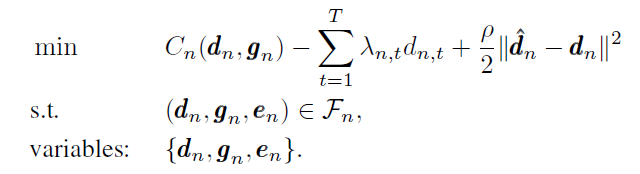 min C_n(d_n, g_n) − ∑_{t=1}^{T} λ_{n,t} d_{n,t} + ρ/2 ‖d̂_n − d_n‖²
s.t. (d_n, g_n, e_n) ∈ F_n,
variables: {d_n, g_n, e_n}.